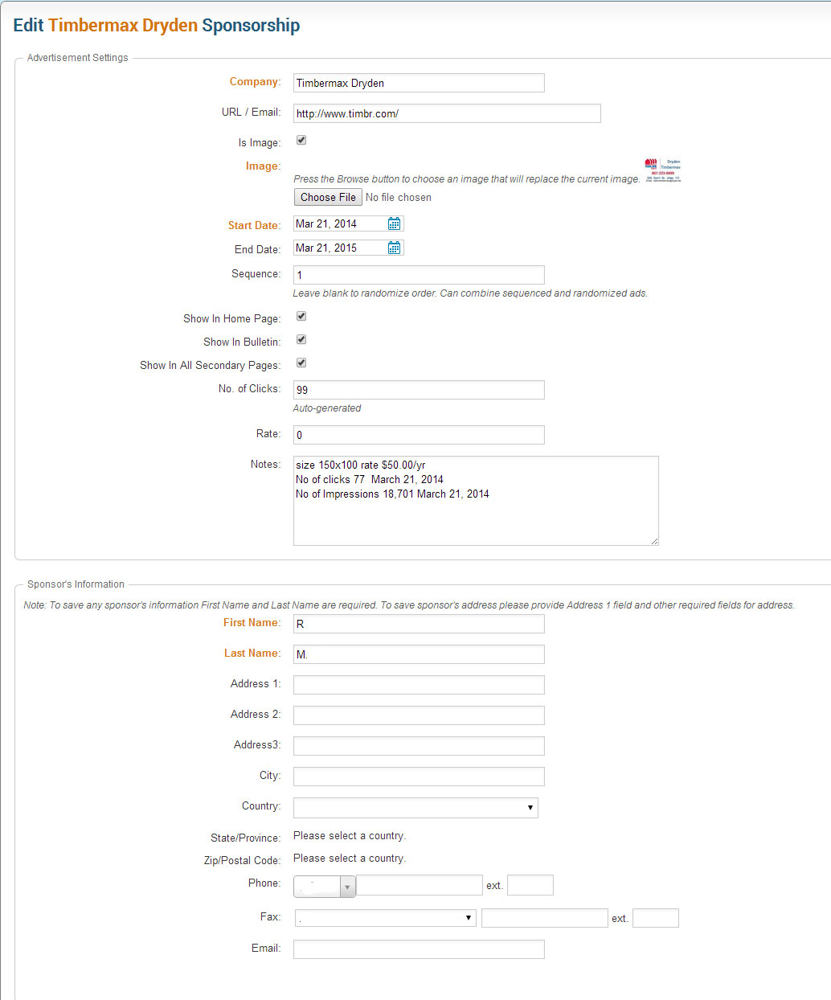 Edit Timbermax Dryden Sponsorship
Advertisement Settings
Company: Timbermax Dryden
URL / Email: http://www.timbr.com/
Is Image:
Image:
Dryden
Timbermax
807-223-9699
Press the Browse button to choose an image that will replace the current image.
Choose File No file chosen
Start Date: Mar 21, 2014
End Date: Mar 21, 2015
Sequence: 1
Leave blank to randomize order. Can combine sequenced and randomized ads.
Show In Home Page:
Show In Bulletin:
Show In All Secondary Pages:
No. of Clicks: 99
Auto-generated
Rate: 0
Notes: size 150x100 rate $50.00/yr
No of clicks 77  March 21, 2014
No of Impressions 18,701 March 21, 2014
Sponsor's Information
Note: To save any sponsor's information First Name and Last Name are required. To save sponsor's address please provide Address 1 field and other required fields for address.
First Name: R
Last Name: M.
Address 1:
Address 2:
Address3:
City:
Country:
State/Province: Please select a country.
Zip/Postal Code: Please select a country.
Phone: ext.
Fax: . ext.
Email: